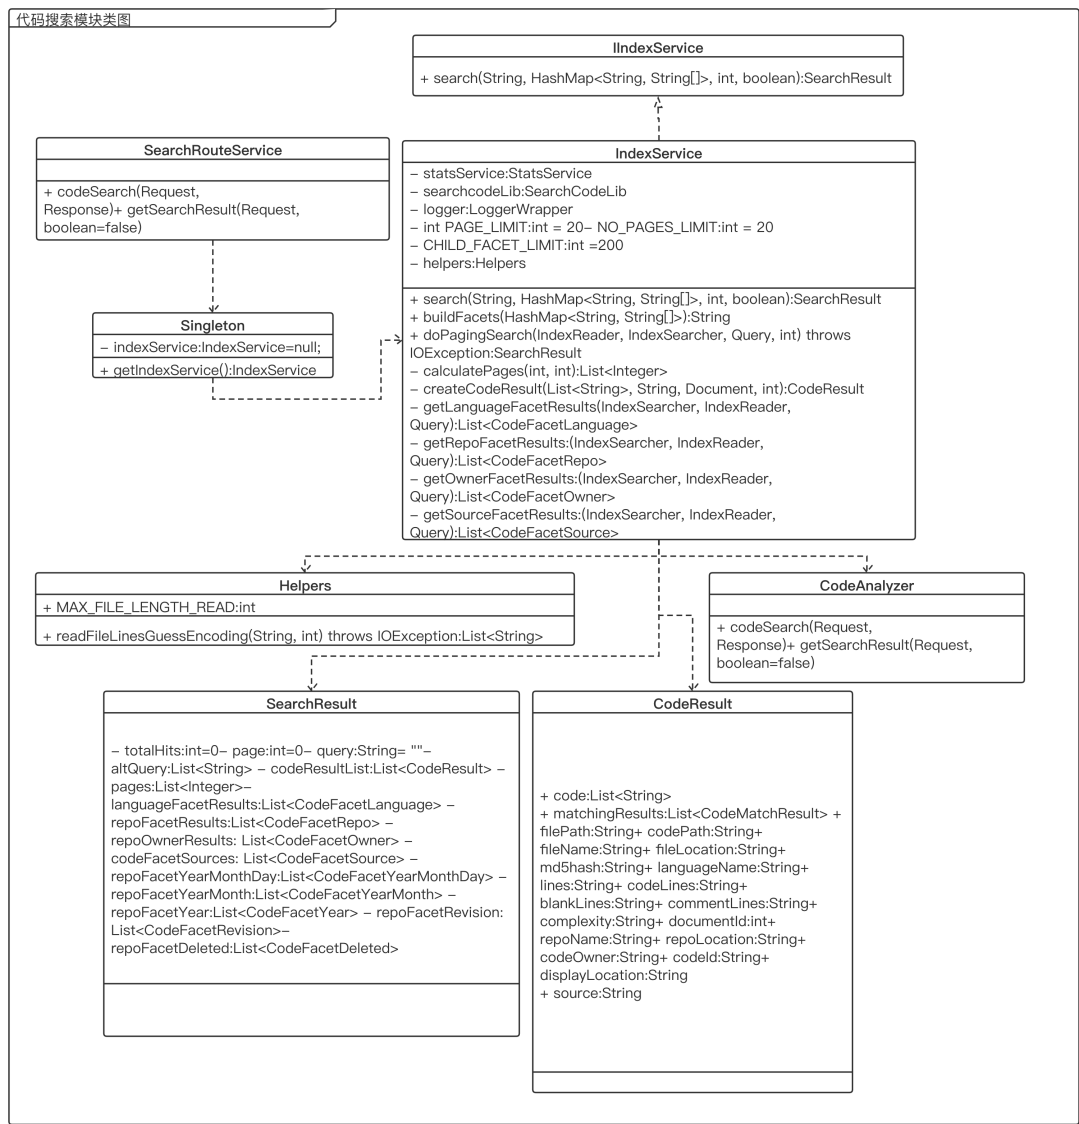 代码搜索模块类图
IIndexService
+ search(String, HashMap<String, String[]>, int, boolean):SearchResult
SearchRouteService
+ codeSearch(Request,
Response)+ getSearchResult(Request,
boolean=false)
IndexService
– statsService:StatsService
– searchcodeLib:SearchCodeLib
– logger:LoggerWrapper
– int PAGE_LIMIT:int = 20– NO_PAGES_LIMIT:int = 20
– CHILD_FACET_LIMIT:int =200
– helpers:Helpers
+ search(String, HashMap<String, String[]>, int, boolean):SearchResult
+ buildFacets(HashMap<String, String[]>):String
+ doPagingSearch(IndexReader, IndexSearcher, Query, int) throws
IOException:SearchResult
– calculatePages(int, int):List<Integer>
– createCodeResult(List<String>, String, Document, int):CodeResult
– getLanguageFacetResults(IndexSearcher, IndexReader,
Query):List<CodeFacetLanguage>
– getRepoFacetResults:(IndexSearcher, IndexReader,
Query):List<CodeFacetRepo>
– getOwnerFacetResults:(IndexSearcher, IndexReader,
Query):List<CodeFacetOwner>
– getSourceFacetResults:(IndexSearcher, IndexReader,
Query):List<CodeFacetSource>
Singleton
– indexService:IndexService=null;
+ getIndexService():IndexService
Helpers
+ MAX_FILE_LENGTH_READ:int
+ readFileLinesGuessEncoding(String, int) throws IOException:List<String>
CodeAnalyzer
+ codeSearch(Request,
Response)+ getSearchResult(Request,
boolean=false)
SearchResult
– totalHits:int=0– page:int=0– query:String= ""–
altQuery:List<String> – codeResultList:List<CodeResult> –
pages:List<Integer>–
languageFacetResults:List<CodeFacetLanguage> –
repoFacetResults:List<CodeFacetRepo> –
repoOwnerResults: List<CodeFacetOwner> –
codeFacetSources: List<CodeFacetSource> –
repoFacetYearMonthDay:List<CodeFacetYearMonthDay> –
repoFacetYearMonth:List<CodeFacetYearMonth> –
repoFacetYear:List<CodeFacetYear> – repoFacetRevision:
List<CodeFacetRevision>–
repoFacetDeleted:List<CodeFacetDeleted>
CodeResult
+ code:List<String>
+ matchingResults:List<CodeMatchResult> +
filePath:String+ codePath:String+
fileName:String+ fileLocation:String+
md5hash:String+ languageName:String+
lines:String+ codeLines:String+
blankLines:String+ commentLines:String+
complexity:String+ documentId:int+
repoName:String+ repoLocation:String+
codeOwner:String+ codeId:String+
displayLocation:String
+ source:String